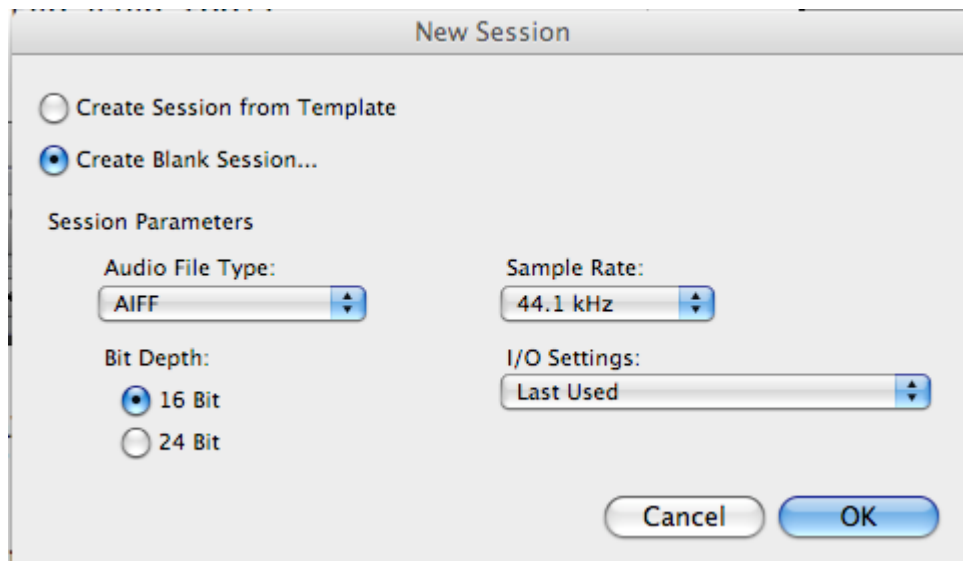 New Session
Create Session from Template
Create Blank Session...
Session Parameters
Audio File Type:
AIFF
Sample Rate:
44.1 kHz
Bit Depth:
16 Bit
24 Bit
I/O Settings:
Last Used
Cancel
OK